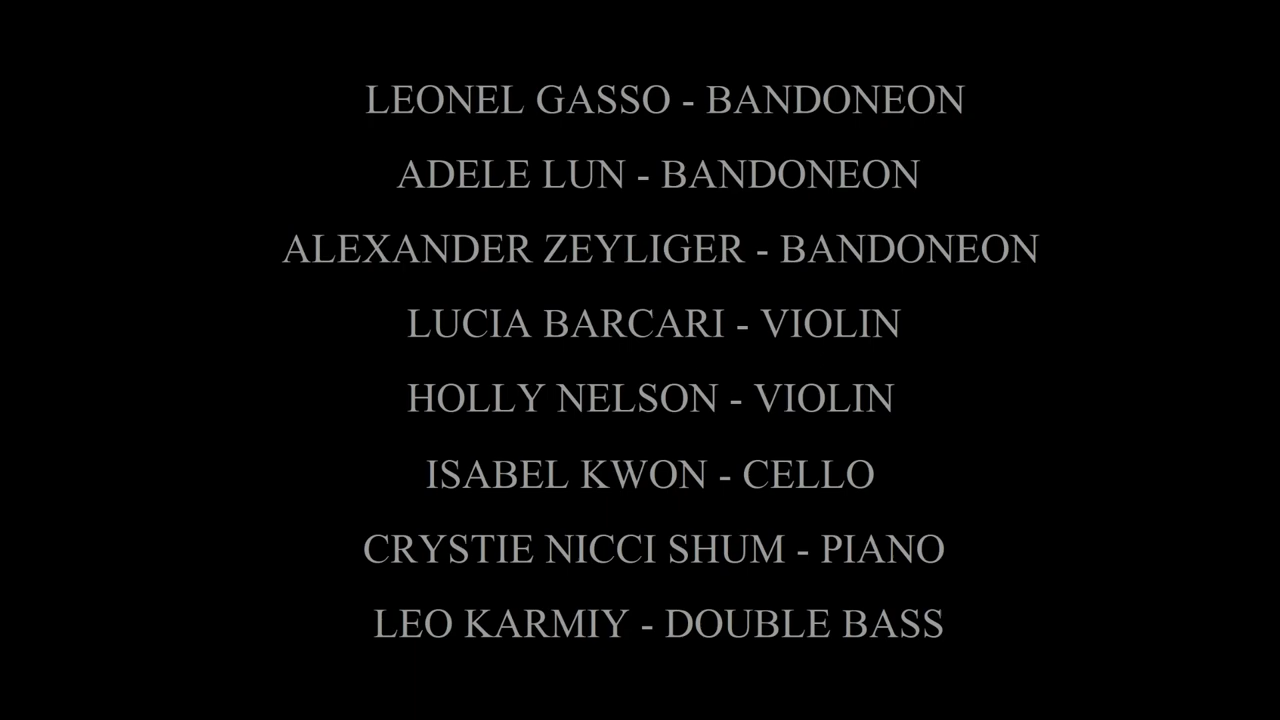 LEONEL GASSO - BANDONEON
ADELE LUN - BANDONEON
ALEXANDER ZEYLIGER - BANDONEON
LUCIA BARCARI - VIOLIN
HOLLY NELSON - VIOLIN
ISABEL KWON - CELLO
CRYSTIE NICCI SHUM - PIANO
LEO KARMIY - DOUBLE BASS